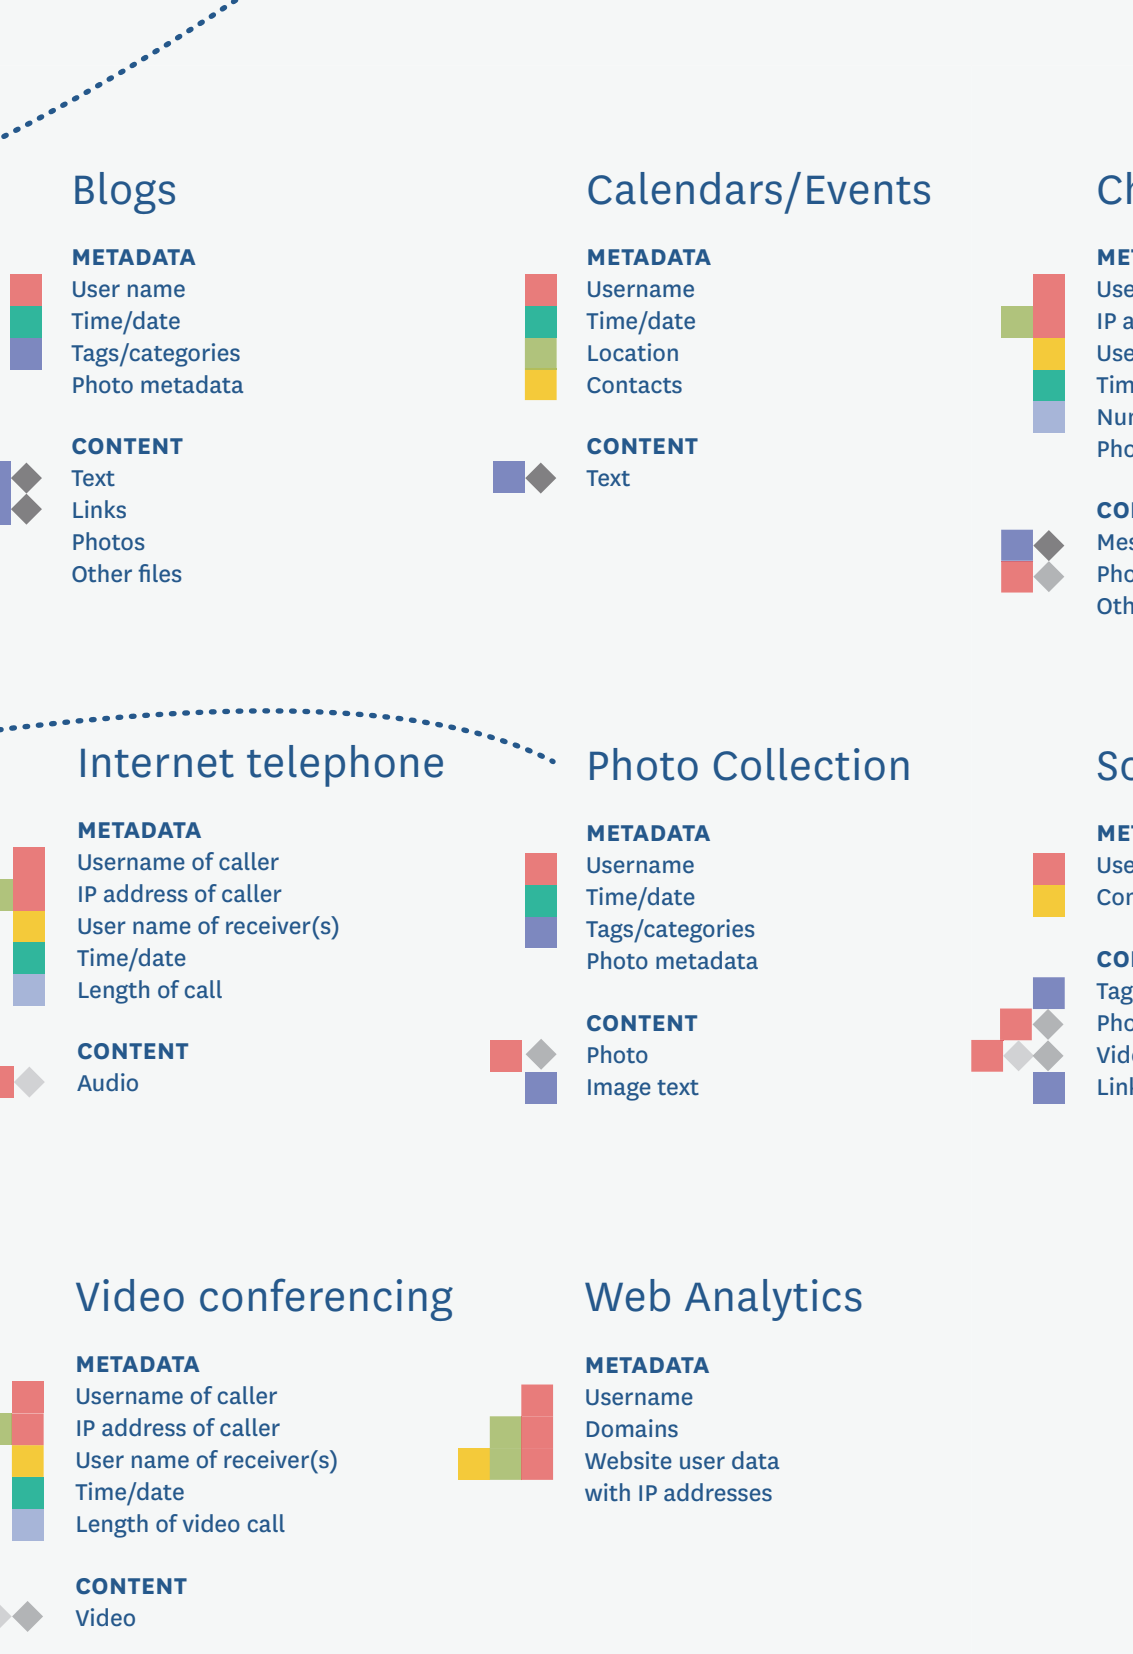 Blogs
METADATA
User name
Time/date
Tags/categories
Photo metadata
CONTENT
Text
Links
Photos
Other files
Calendars/Events
METADATA
Username
Time/date
Location
Contacts
CONTENT
Text
Internet telephone
METADATA
Username of caller
IP address of caller
User name of receiver(s)
Time/date
Length of call
CONTENT
Audio
Photo Collection
METADATA
Username
Time/date
Tags/categories
Photo metadata
CONTENT
Photo
Image text
Video conferencing
METADATA
Username of caller
IP address of caller
User name of receiver(s)
Time/date
Length of video call
CONTENT
Video
Web Analytics
METADATA
Username
Domains
Website user data
with IP addresses